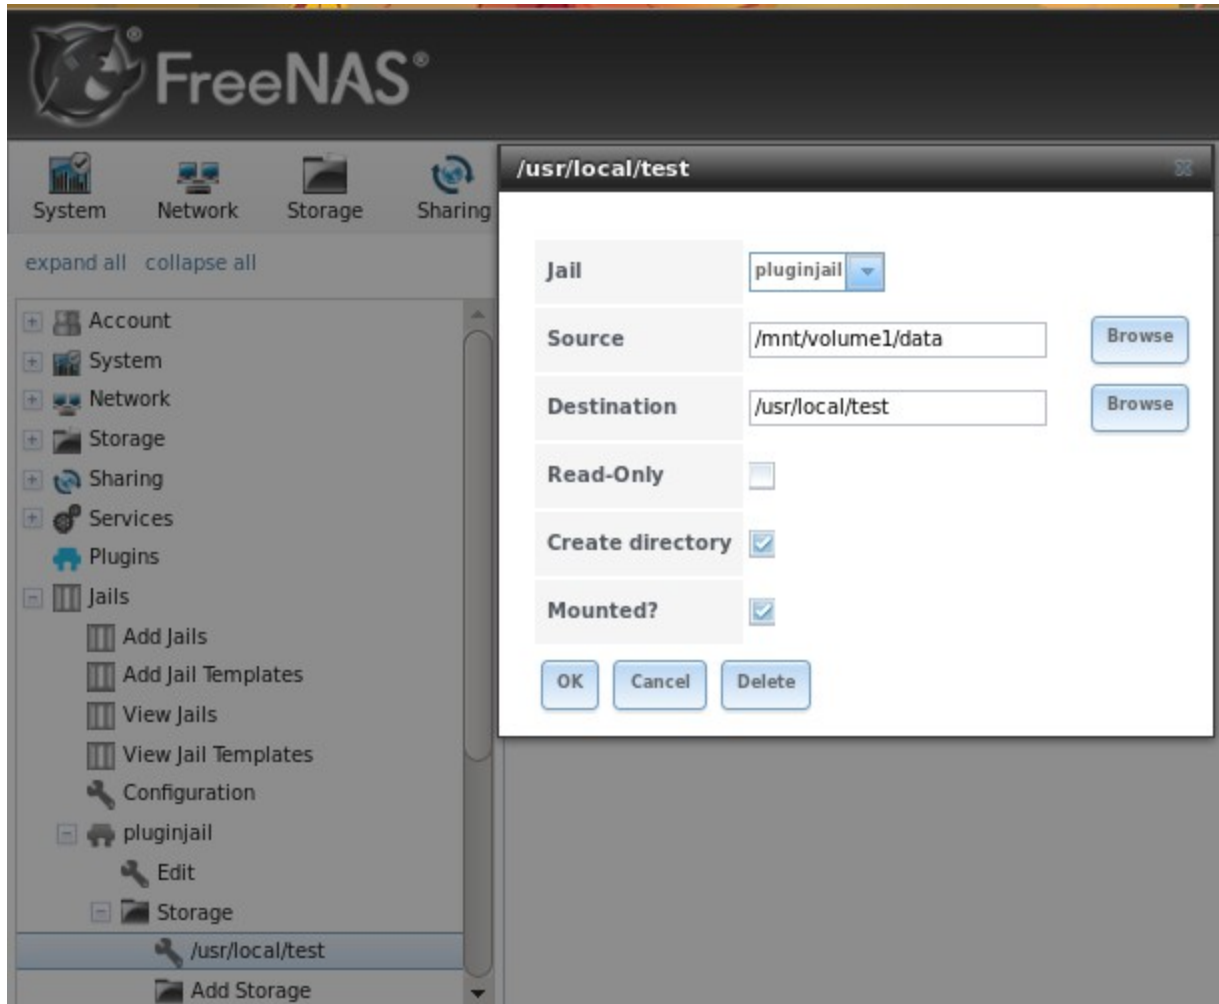 FreeNAS®
System Network Storage Sharing
expand all collapse all
Account
System
Network
Storage
Sharing
Services
Plugins
Jails
Add Jails
Add Jail Templates
View Jails
View Jail Templates
Configuration
pluginjail
Edit
Storage
/usr/local/test
Add Storage
/usr/local/test
Jail pluginjail
Source /mnt/volume1/data Browse
Destination /usr/local/test Browse
Read-Only
Create directory
Mounted?
OK Cancel Delete